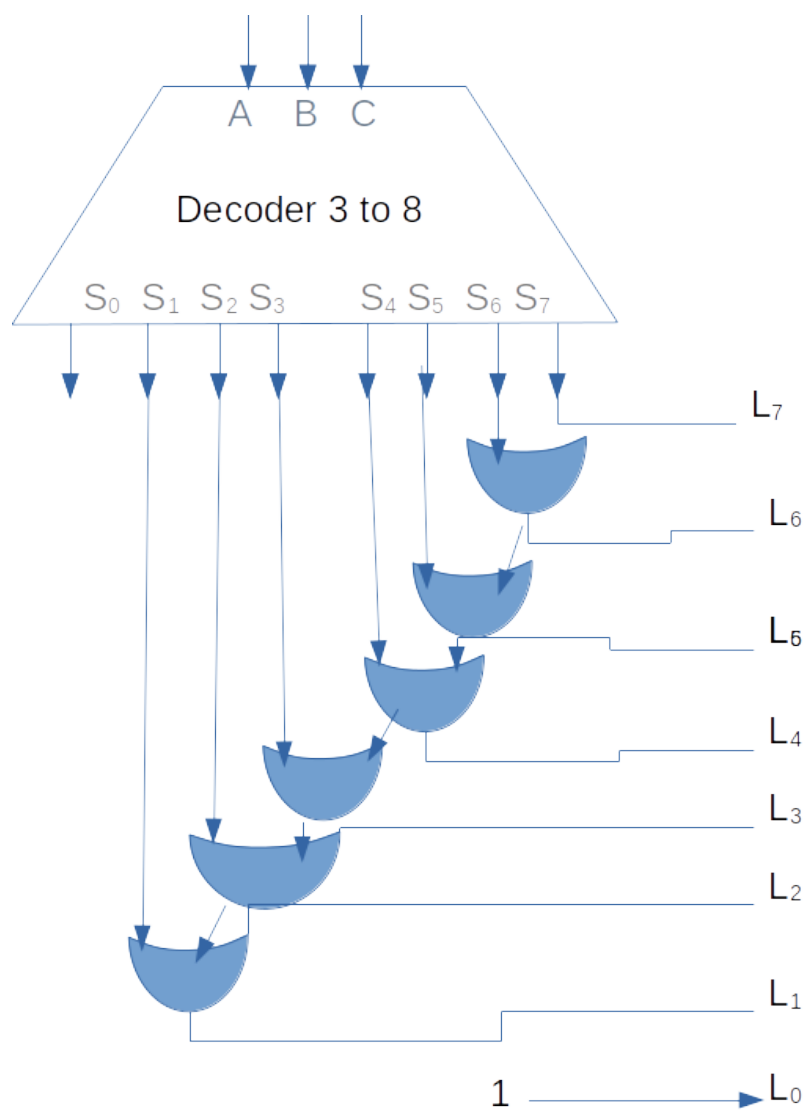 A B C
Decoder 3 to 8
S₀ S₁ S₂ S₃ S₄ S₅ S₆ S₇
L₇
L₆
L₅
L₄
L₃
L₂
L₁
1 L₀